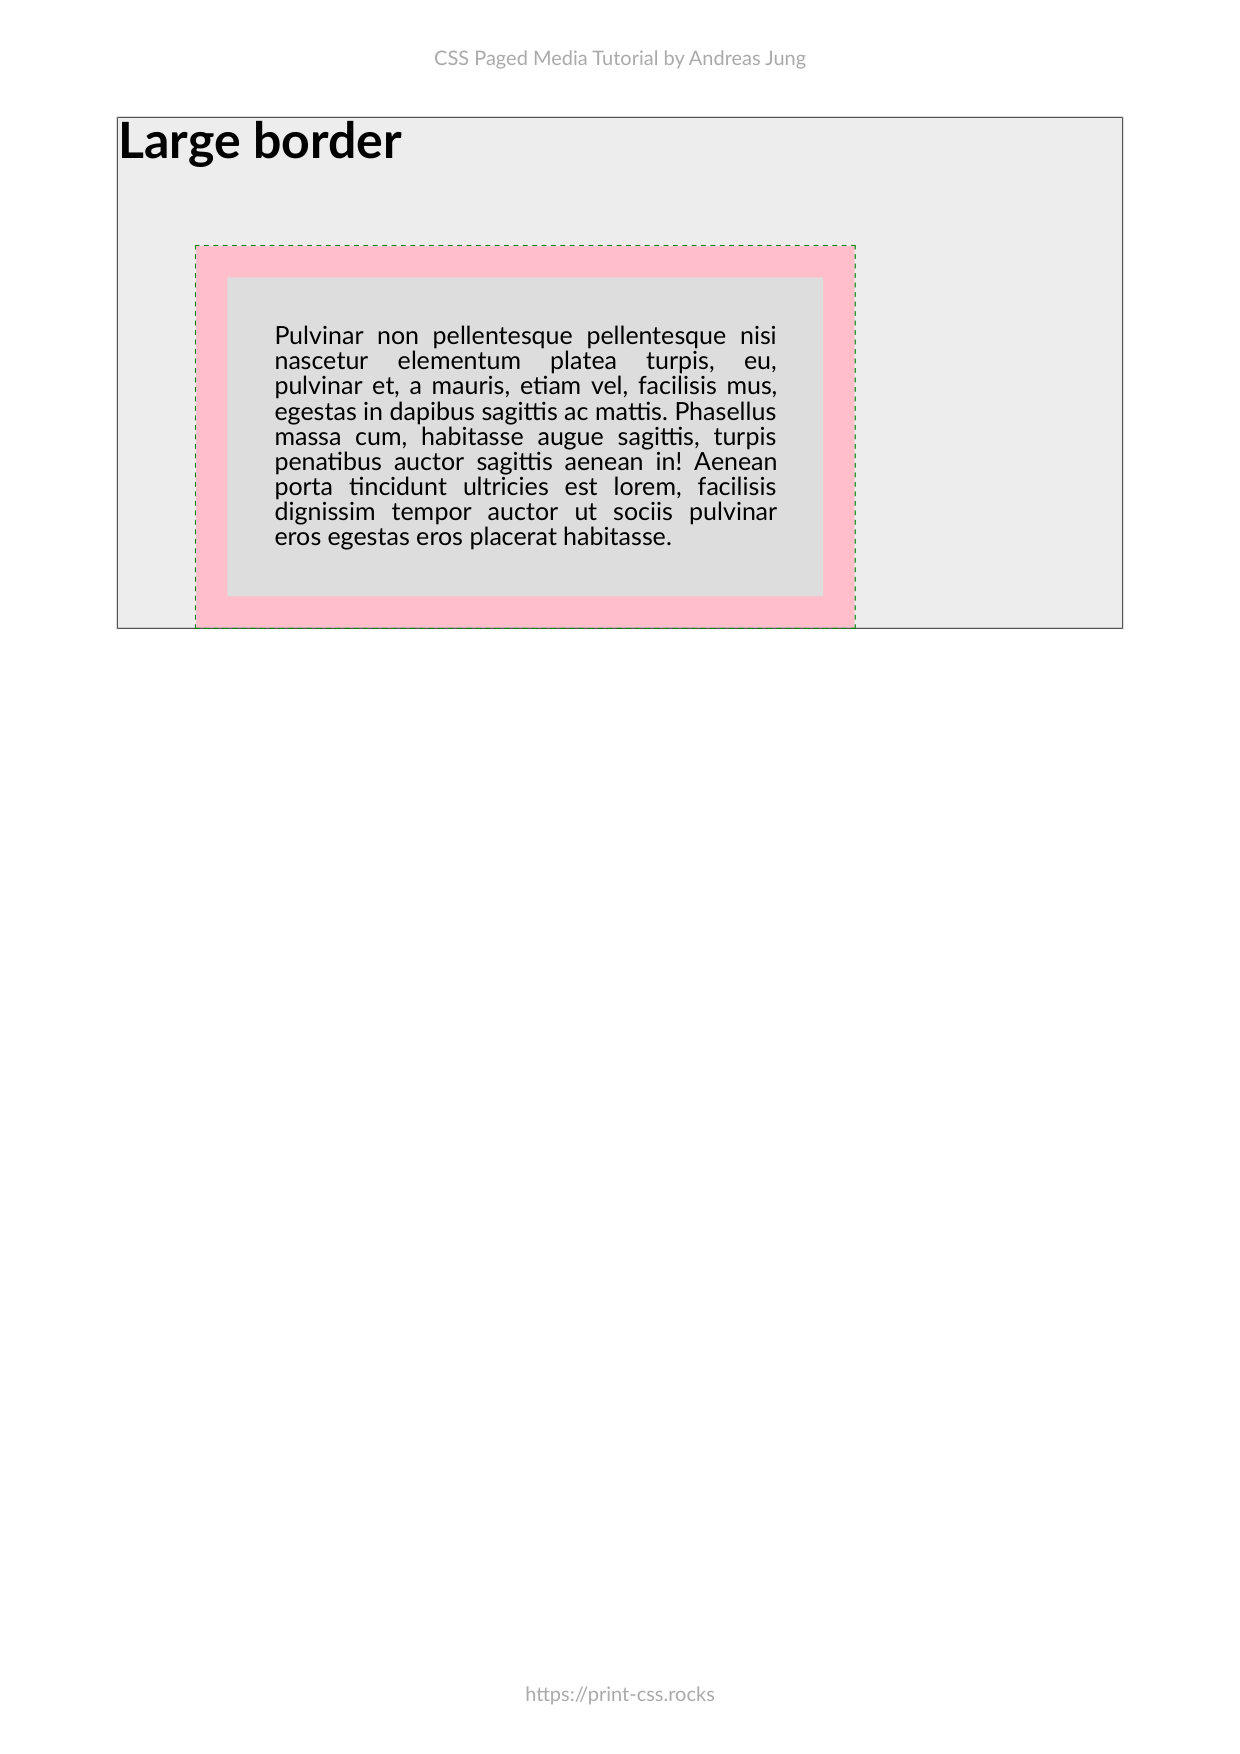 CSS Paged Media Tutorial by Andreas Jung
Large border
Pulvinar non pellentesque pellentesque nisi
nascetur elementum platea turpis, eu,
pulvinar et, a mauris, etiam vel, facilisis mus,
egestas in dapibus sagittis ac mattis. Phasellus
massa cum, habitasse augue sagittis, turpis
penatibus auctor sagittis aenean in! Aenean
porta tincidunt ultricies est lorem, facilisis
dignissim tempor auctor ut sociis pulvinar
eros egestas eros placerat habitasse.
https://print-css.rocks